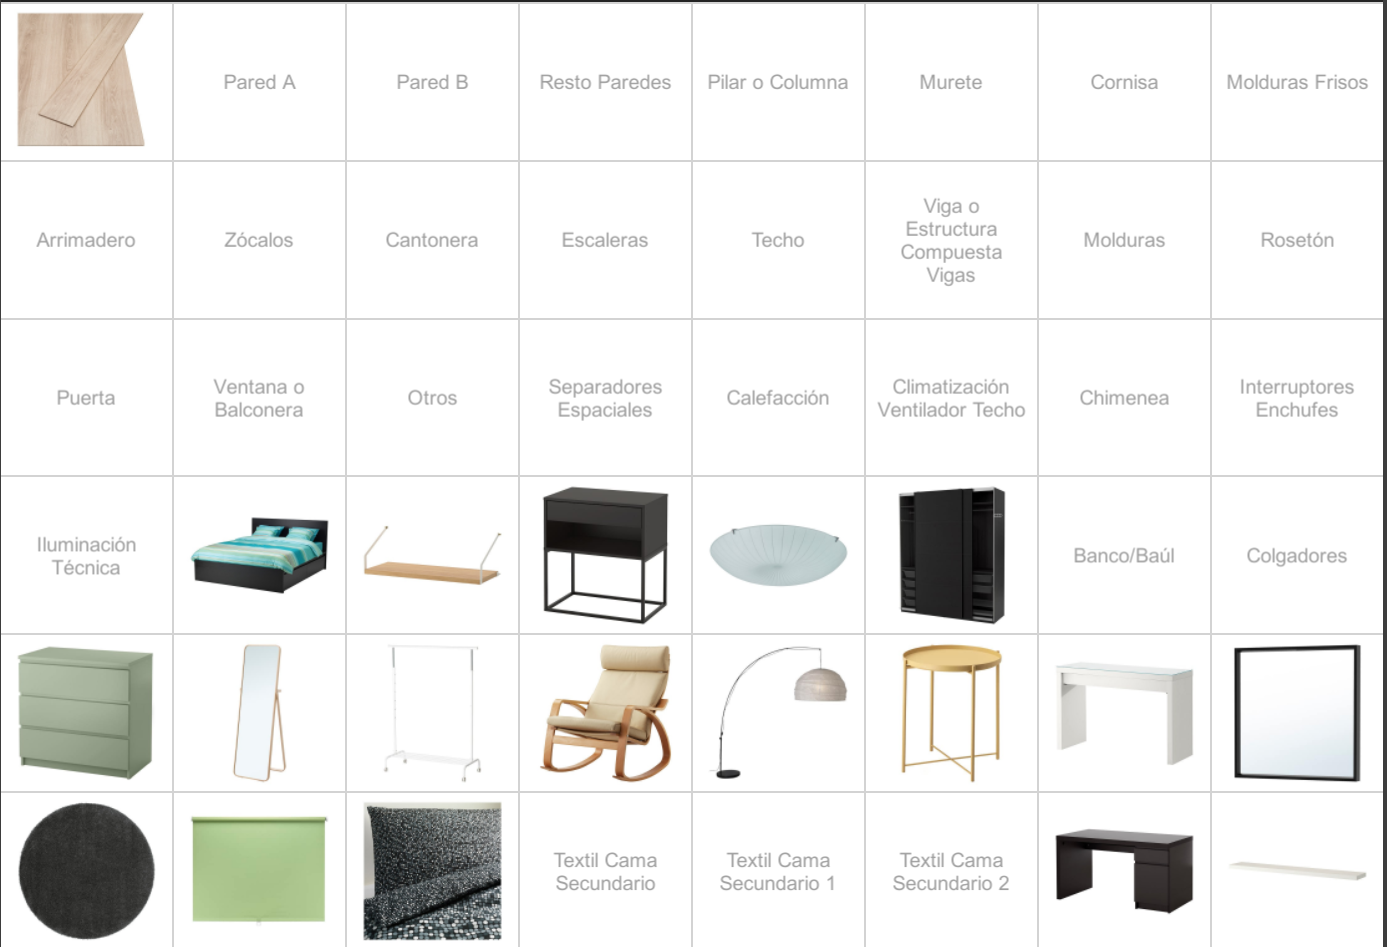 Pared A
Pared B
Resto Paredes
Pilar o Columna
Murete
Cornisa
Molduras Frisos
Arrimadero
Zócalos
Cantonera
Escaleras
Techo
Viga o
Estructura
Compuesta
Vigas
Molduras
Rosetón
Puerta
Ventana o
Balconera
Otros
Separadores
Espaciales
Calefacción
Climatización
Ventilador Techo
Chimenea
Interruptores
Enchufes
Iluminación
Técnica
Banco/Baúl
Colgadores
Textil Cama
Secundario
Textil Cama
Secundario 1
Textil Cama
Secundario 2